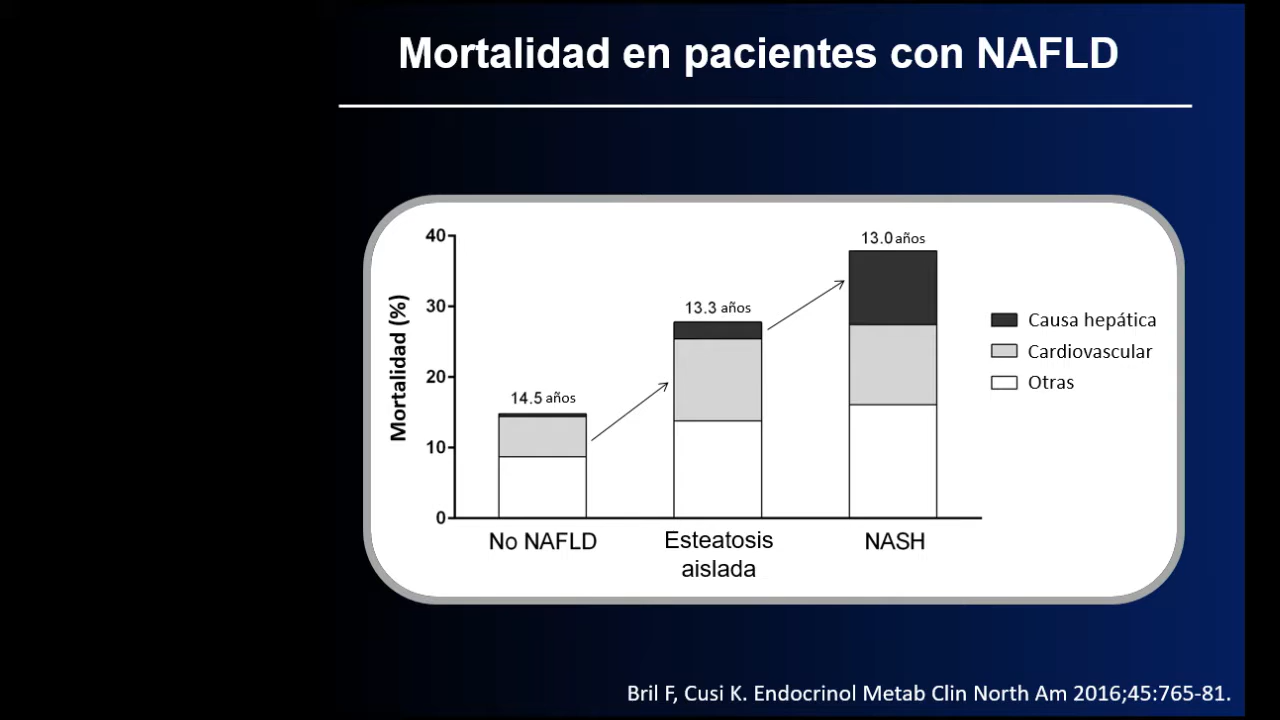 Mortalidad en pacientes con NAFLD
Mortalidad (%)
40
30
20
10
0
14.5 años
13.3 años
13.0 años
No NAFLD
Esteatosis
aislada
NASH
Causa hepática
Cardiovascular
Otras
Bril F, Cusi K. Endocrinol Metab Clin North Am 2016;45:765-81.